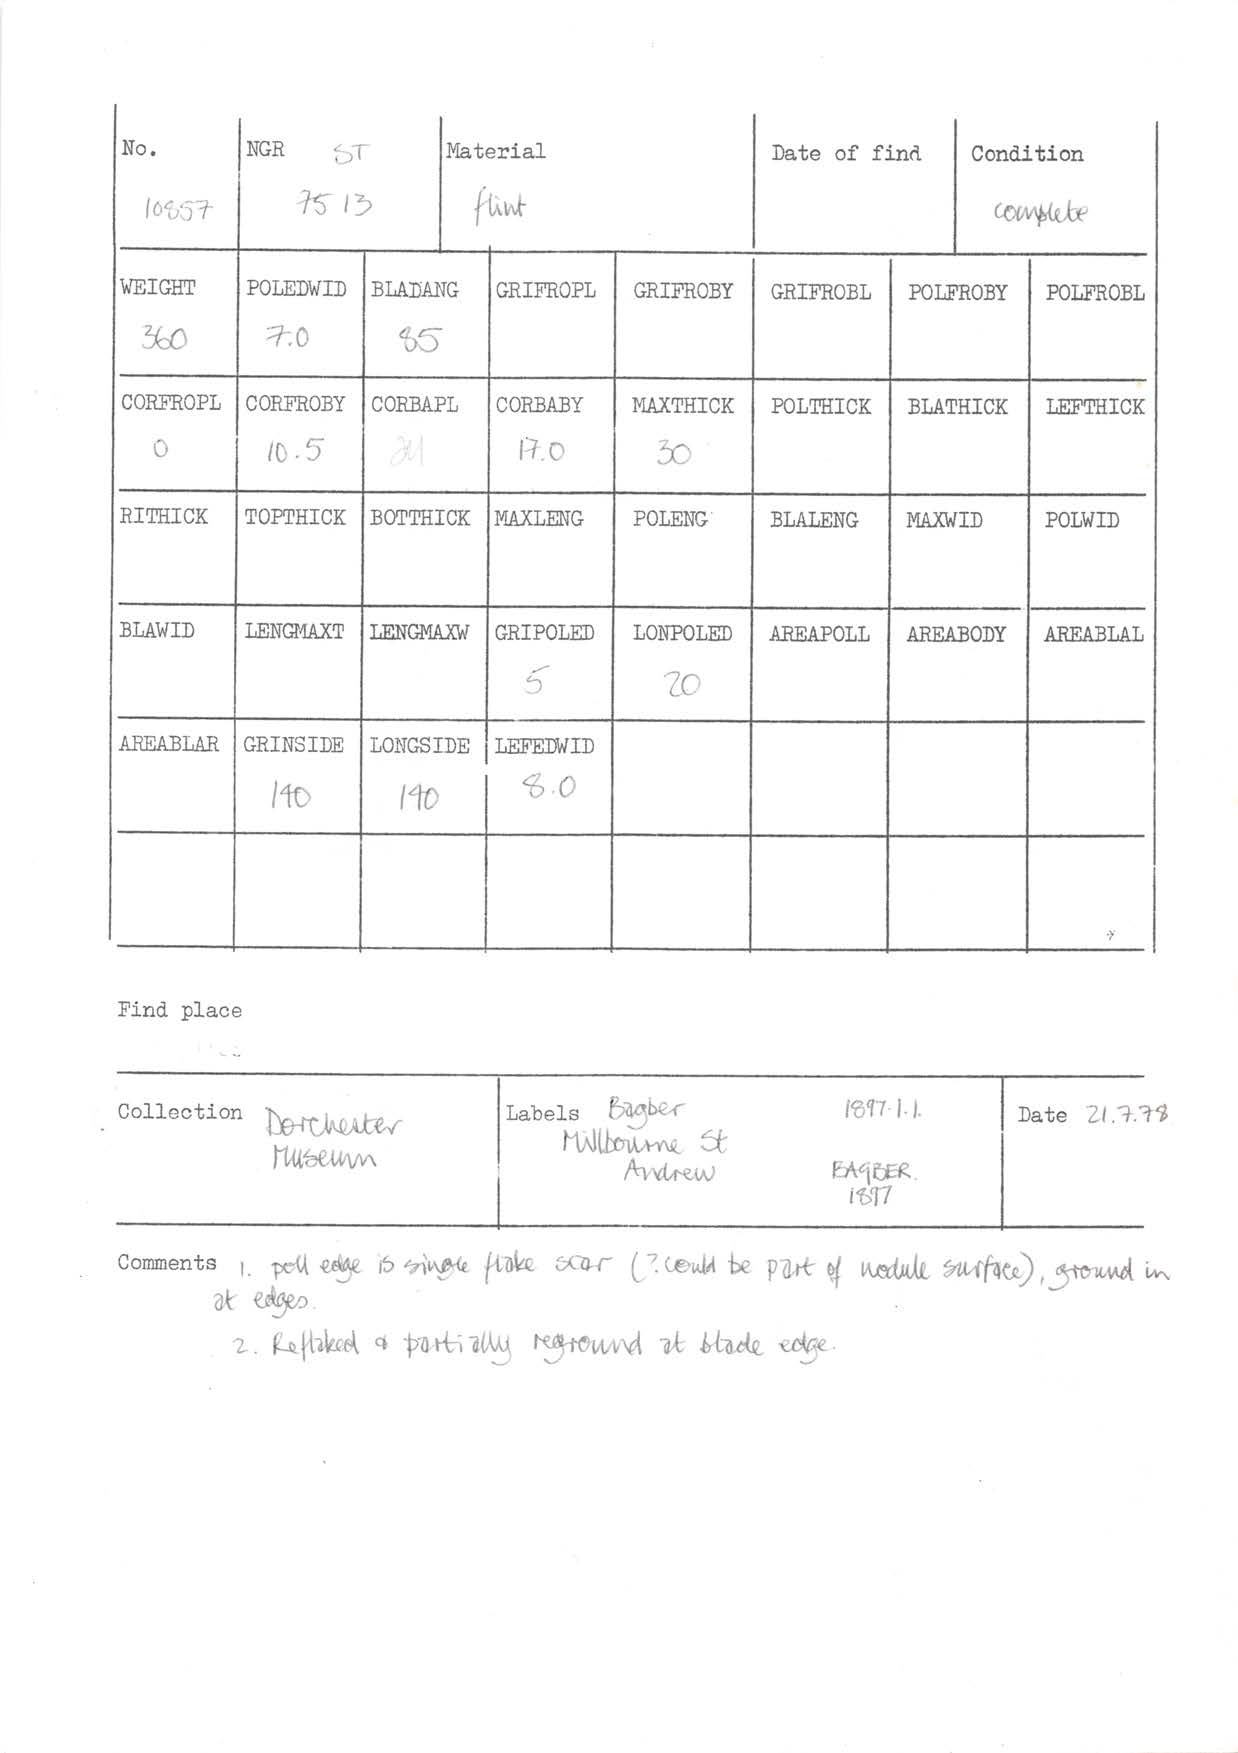 No. NGR ST Material Date of find Condition
10857 75 13 flint complete
WEIGHT POLEDWID BLADANG GRIFROPL GRIFROBY GRIFROBL POLFROBY POLFROBL
360 7.0 85
CORFROPL CORFROBY CORBAPL CORBABY MAXTHICK POLTHICK BLATHICK LEFTHICK
0 10.5 17.0 30
RITHICK TOPTHICK BOTTHICK MAXLENG POLENG BLALENG MAXWID POLWID
BLAWID LENGMAXT LENGMAXW GRIPOLED LONPOLED AREAPOLL AREABODY AREABLAL
5 20
AREABLAR GRINSIDE LONGSIDE LEFEDWID
140 140 8.0
Find place
Collection Dorchester
Museum
Labels Bagber 1897.1.1.
Millbourne St
Andrew BAGBER.
1897
Date 21.7.78
Comments 1. poll edge is single flake scar (?could be part of nodule surface), ground in
at edges.
2. Reflaked & partially reground at blade edge.